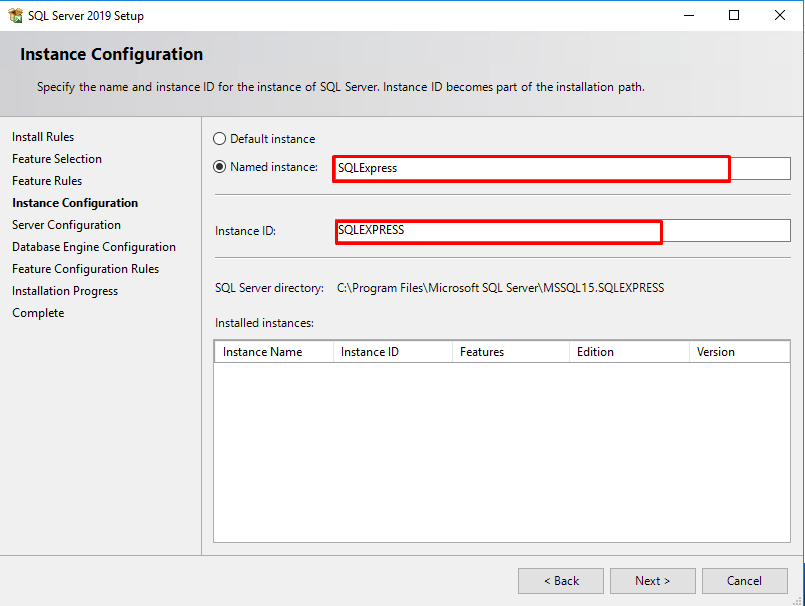 SQL Server 2019 Setup
Instance Configuration
Specify the name and instance ID for the instance of SQL Server. Instance ID becomes part of the installation path.
Install Rules
Feature Selection
Feature Rules
Instance Configuration
Server Configuration
Database Engine Configuration
Feature Configuration Rules
Installation Progress
Complete
Default instance
Named instance: SQLExpress
Instance ID: SQLEXPRESS
SQL Server directory: C:\Program Files\Microsoft SQL Server\MSSQL15.SQLEXPRESS
Installed instances:
Instance Name Instance ID Features Edition Version
< Back Next > Cancel